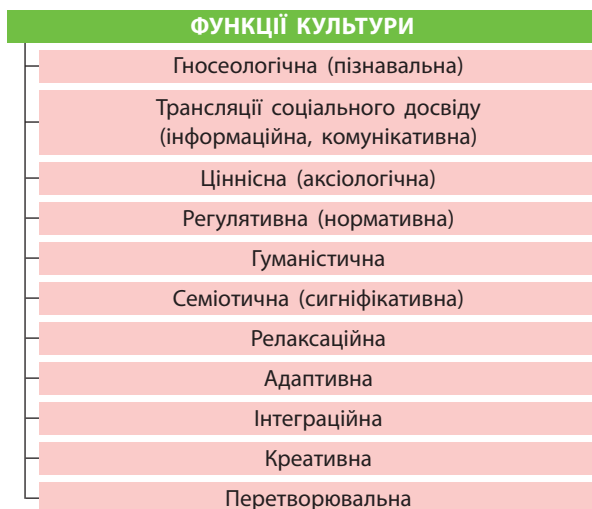 ФУНКЦІЇ КУЛЬТУРИ
Гносеологічна (пізнавальна)
Трансляції соціального досвіду
(інформаційна, комунікативна)
Ціннісна (аксіологічна)
Регулятивна (нормативна)
Гуманістична
Семіотична (сигніфікативна)
Релаксаційна
Адаптивна
Інтеграційна
Креативна
Перетворювальна